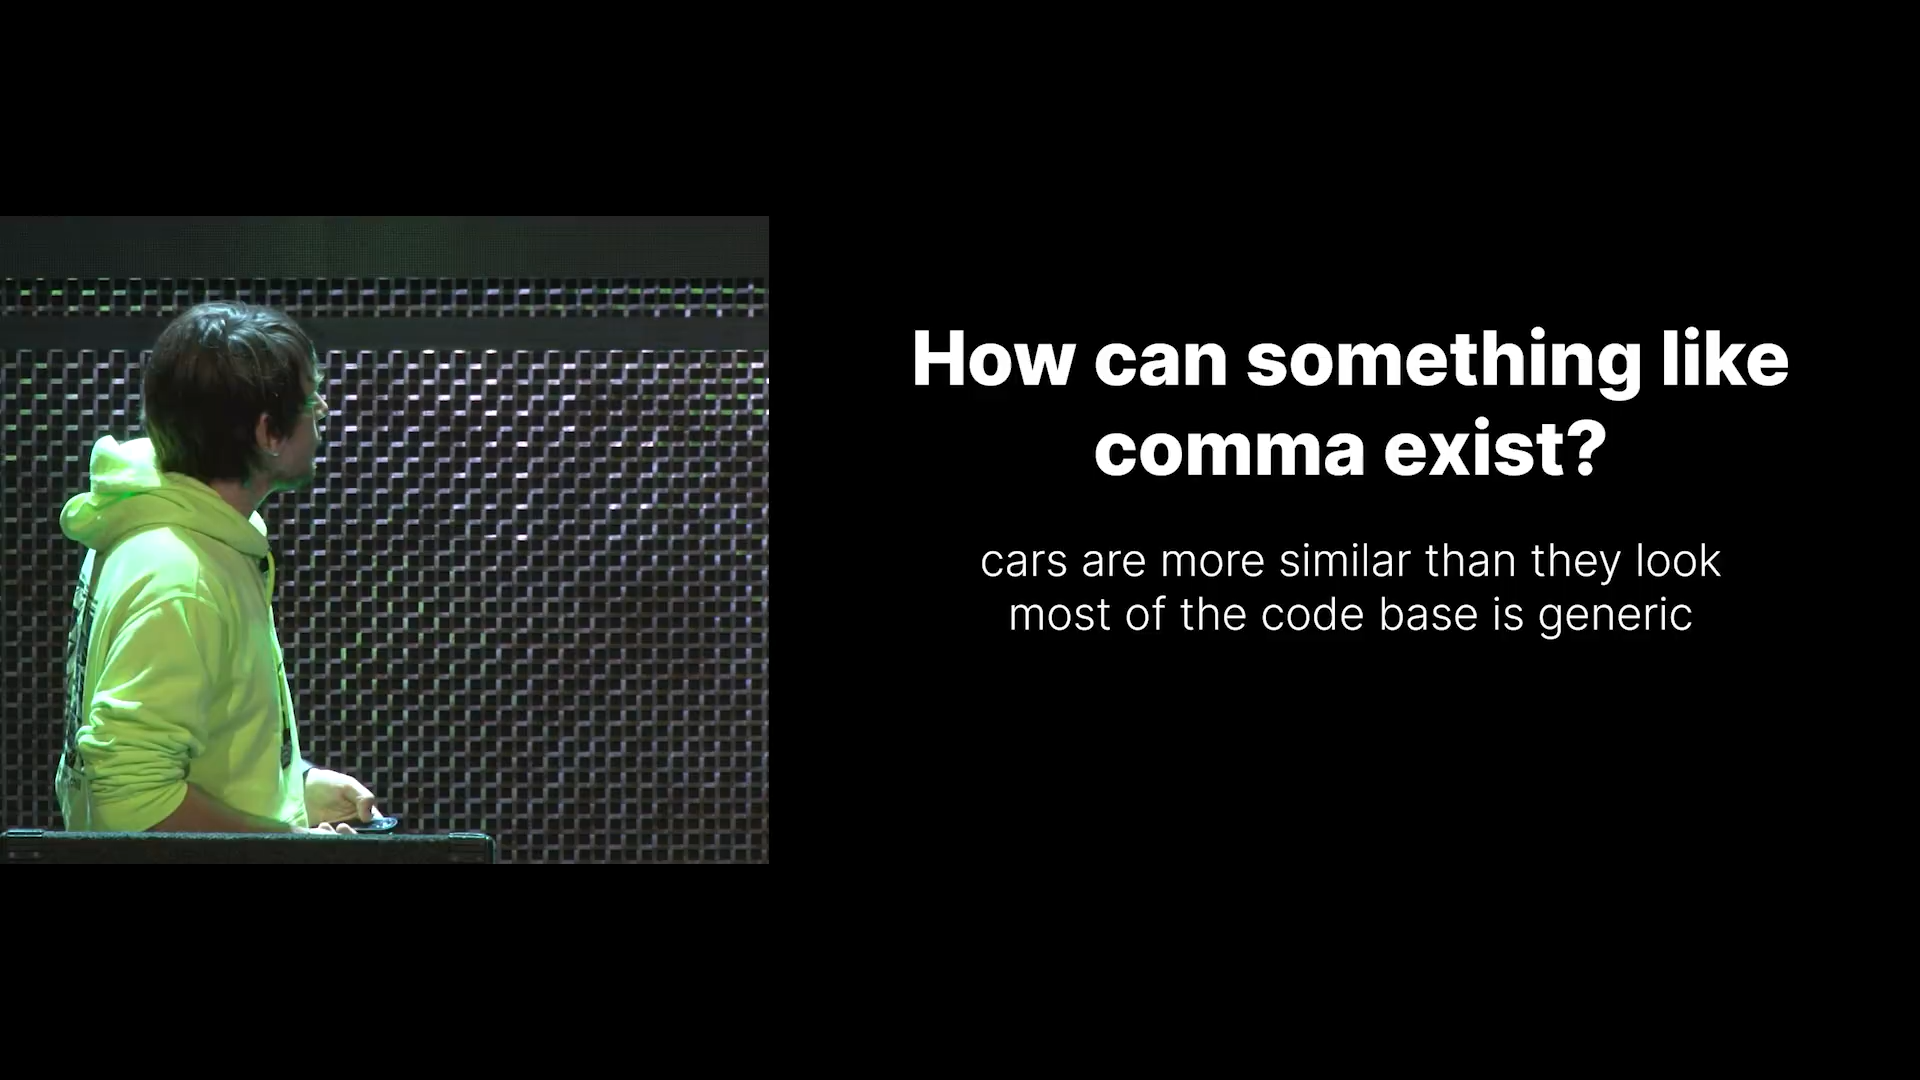 How can something like
comma exist?
cars are more similar than they look
most of the code base is generic